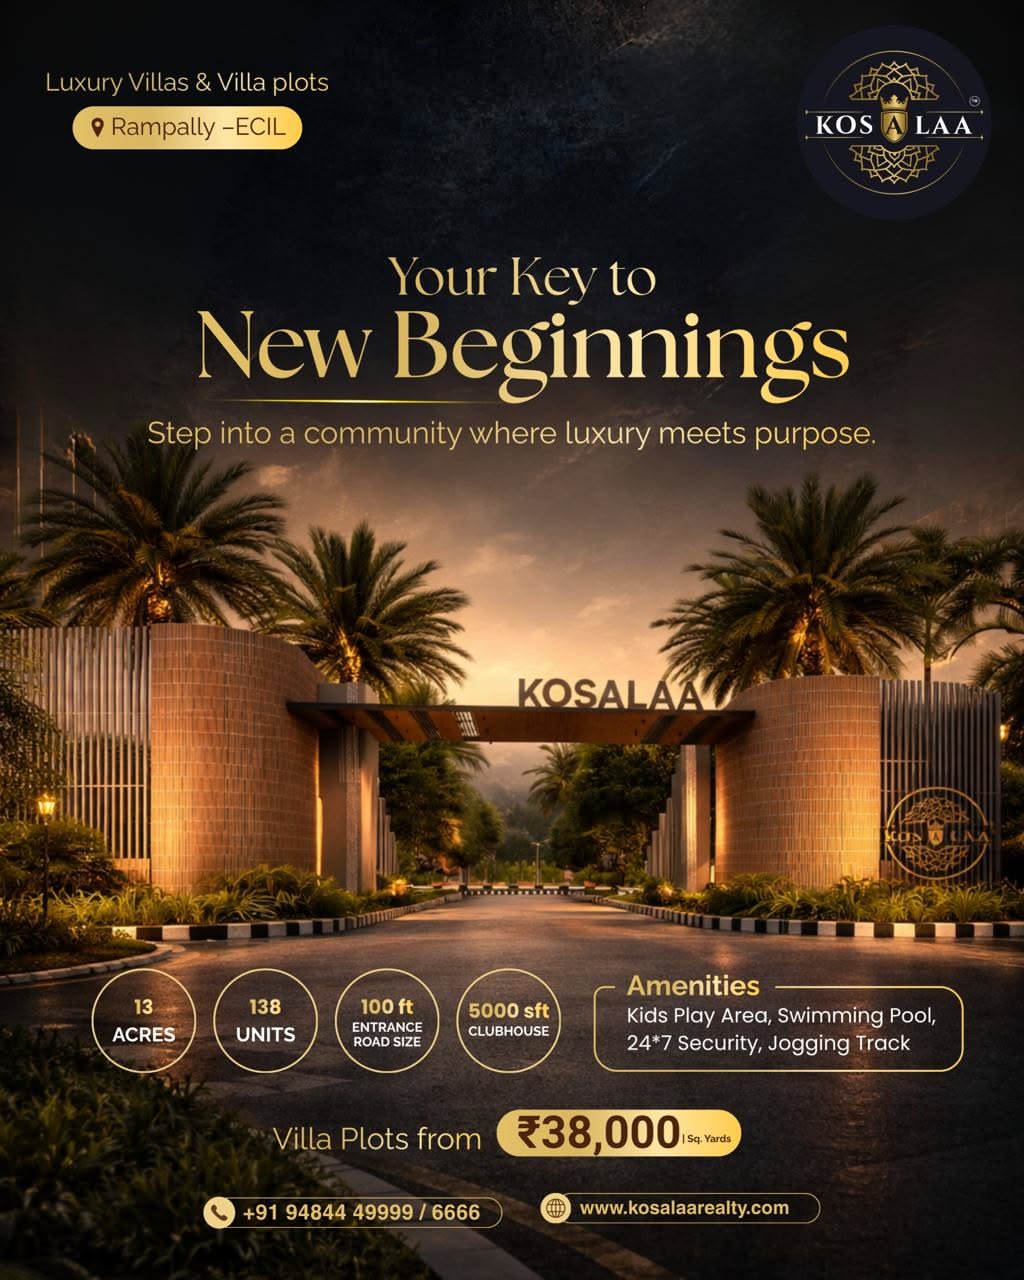 Luxury Villas & Villa plots
Rampally –ECIL
KOSALAA
Your Key to
New Beginnings
Step into a community where luxury meets purpose.
KOSALAA
KOSALAA
13
ACRES
138
UNITS
100 ft
ENTRANCE
ROAD SIZE
5000 sft
CLUBHOUSE
Amenities
Kids Play Area, Swimming Pool,
24*7 Security, Jogging Track
Villa Plots from ₹38,000 | Sq. Yards
+91 94844 49999 / 6666
www.kosalaarealty.com